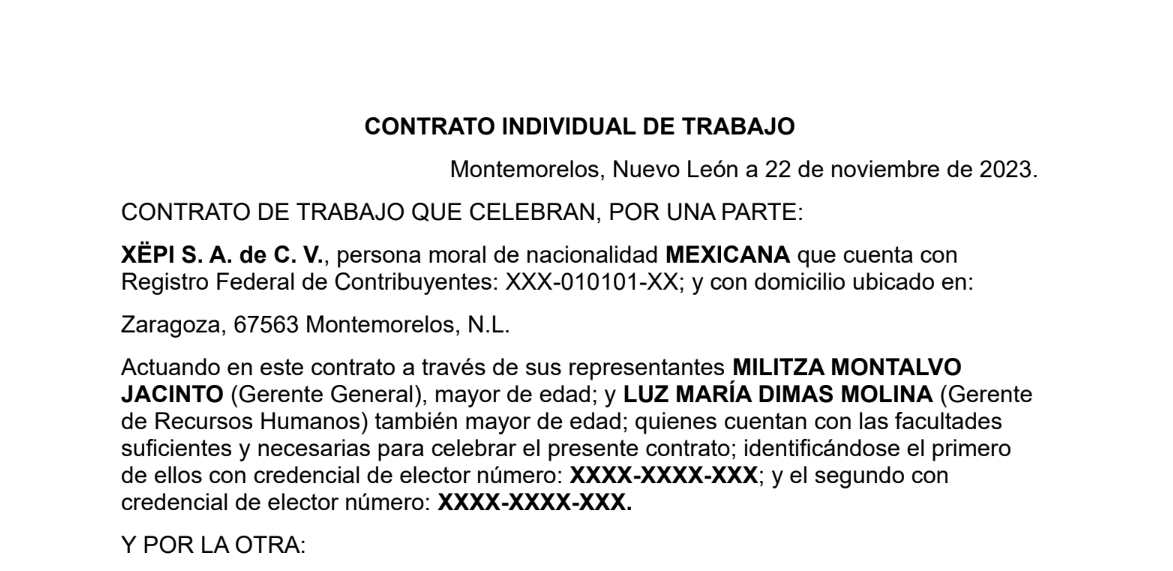 CONTRATO INDIVIDUAL DE TRABAJO
Montemorelos, Nuevo León a 22 de noviembre de 2023.
CONTRATO DE TRABAJO QUE CELEBRAN, POR UNA PARTE:
XËPI S. A. de C. V., persona moral de nacionalidad MEXICANA que cuenta con
Registro Federal de Contribuyentes: XXX-010101-XX; y con domicilio ubicado en:
Zaragoza, 67563 Montemorelos, N.L.
Actuando en este contrato a través de sus representantes MILITZA MONTALVO
JACINTO (Gerente General), mayor de edad; y LUZ MARÍA DIMAS MOLINA (Gerente
de Recursos Humanos) también mayor de edad; quienes cuentan con las facultades
suficientes y necesarias para celebrar el presente contrato; identificándose el primero
de ellos con credencial de elector número: XXXX-XXXX-XXX; y el segundo con
credencial de elector número: XXXX-XXXX-XXX.
Y POR LA OTRA: